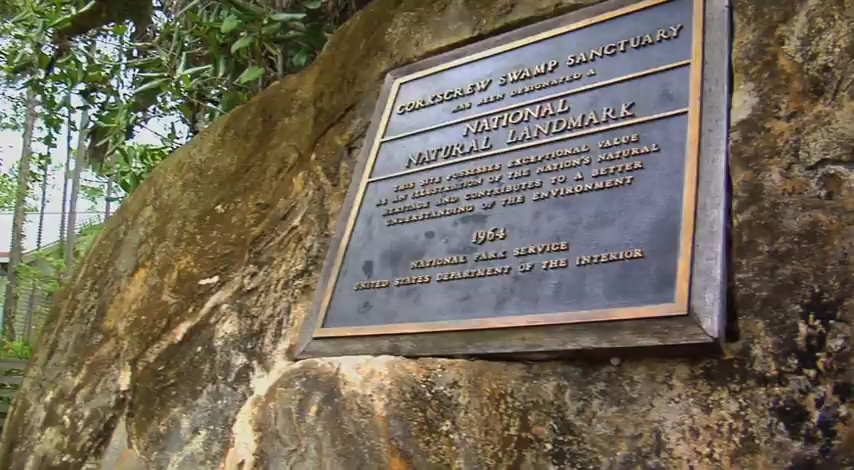 CORKSCREW SWAMP SANCTUARY
HAS BEEN DESIGNATED A
NATIONAL
NATURAL LANDMARK
THIS SITE POSSESSES EXCEPTIONAL VALUE
AS AN ILLUSTRATION OF THE NATION'S NATURAL
HERITAGE AND CONTRIBUTES TO A BETTER
UNDERSTANDING OF THE ENVIRONMENT
1964
NATIONAL PARK SERVICE
UNITED STATES DEPARTMENT OF THE INTERIOR